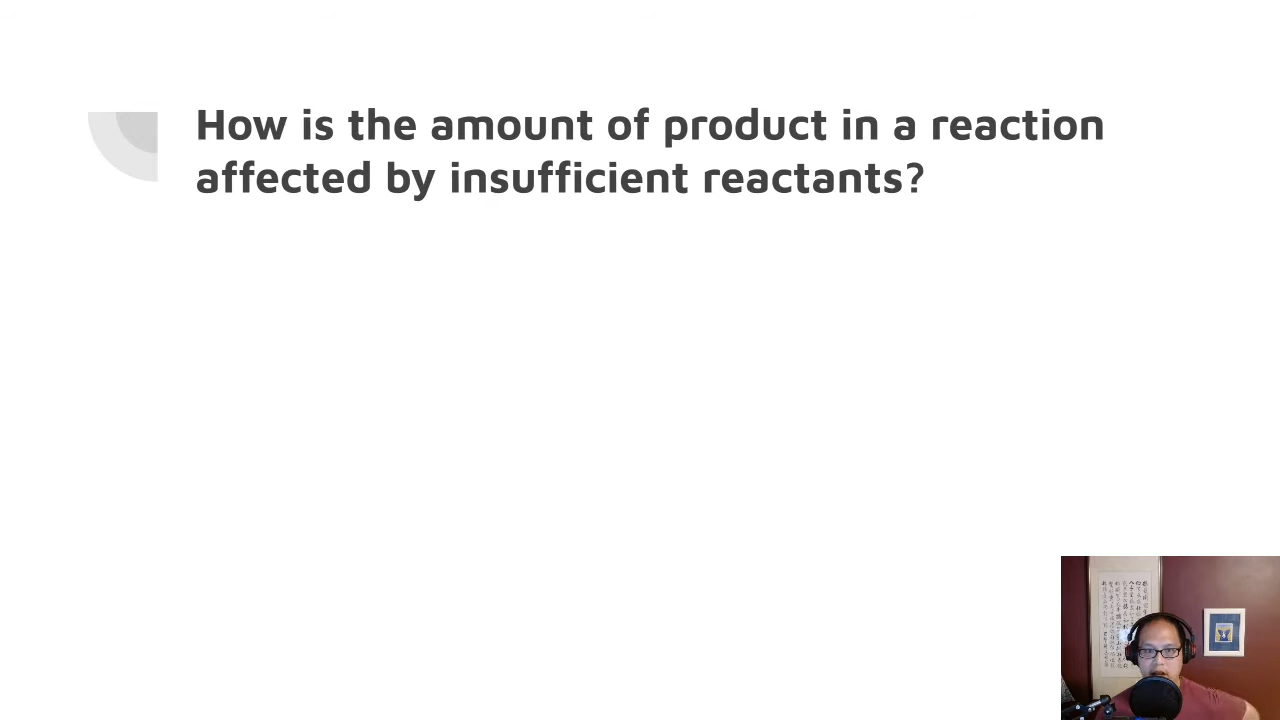 How is the amount of product in a reaction
affected by insufficient reactants?